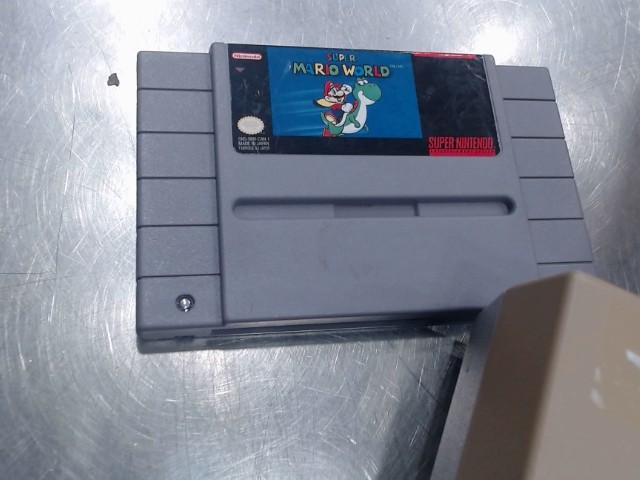 Nintendo
SUPER
MARIO WORLD
MADE IN JAPAN
SUPER NINTENDO